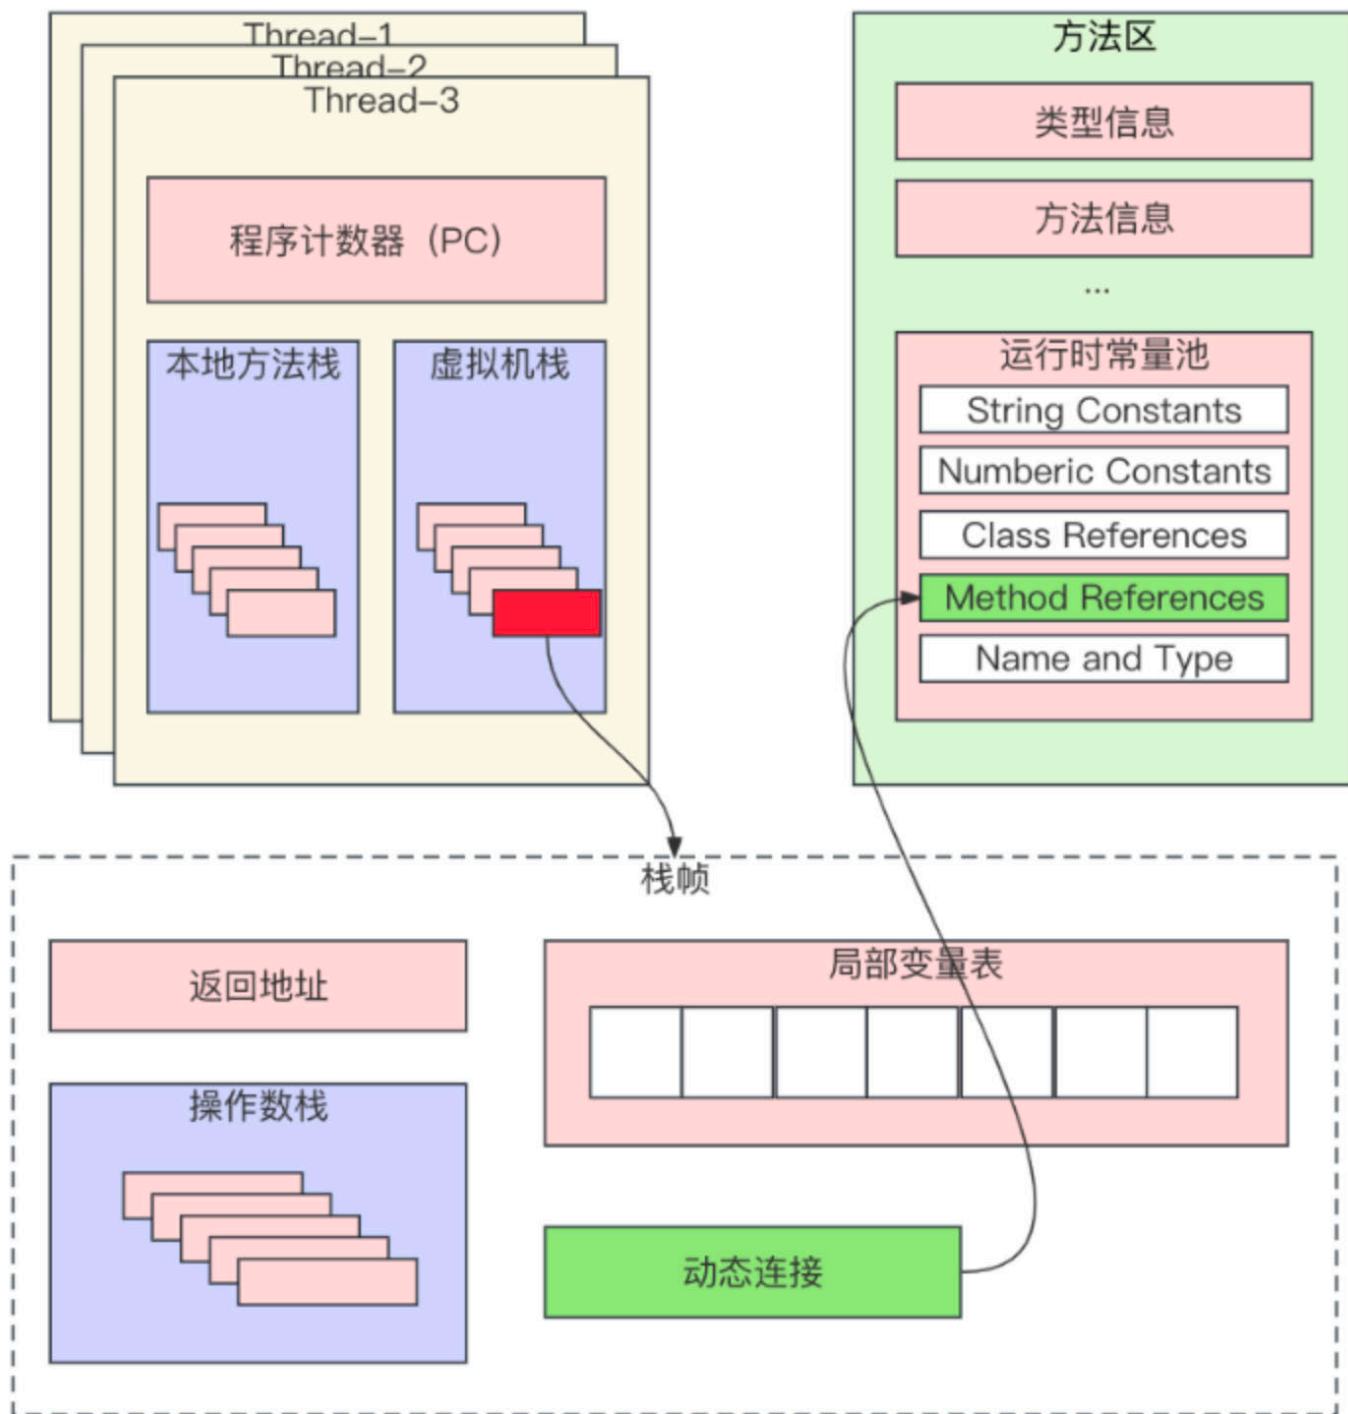 Thread-1
Thread-2
Thread-3
程序计数器（PC）
本地方法栈
虚拟机栈
方法区
类型信息
方法信息
...
运行时常量池
String Constants
Numberic Constants
Class References
Method References
Name and Type
栈帧
返回地址
局部变量表
操作数栈
动态连接